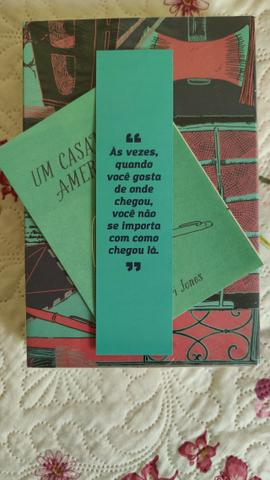 UM CASA
AMER
❝
Às vezes,
quando
você gosta
de onde
chegou,
você não
se importa
com como
chegou lá.
❞
Jones